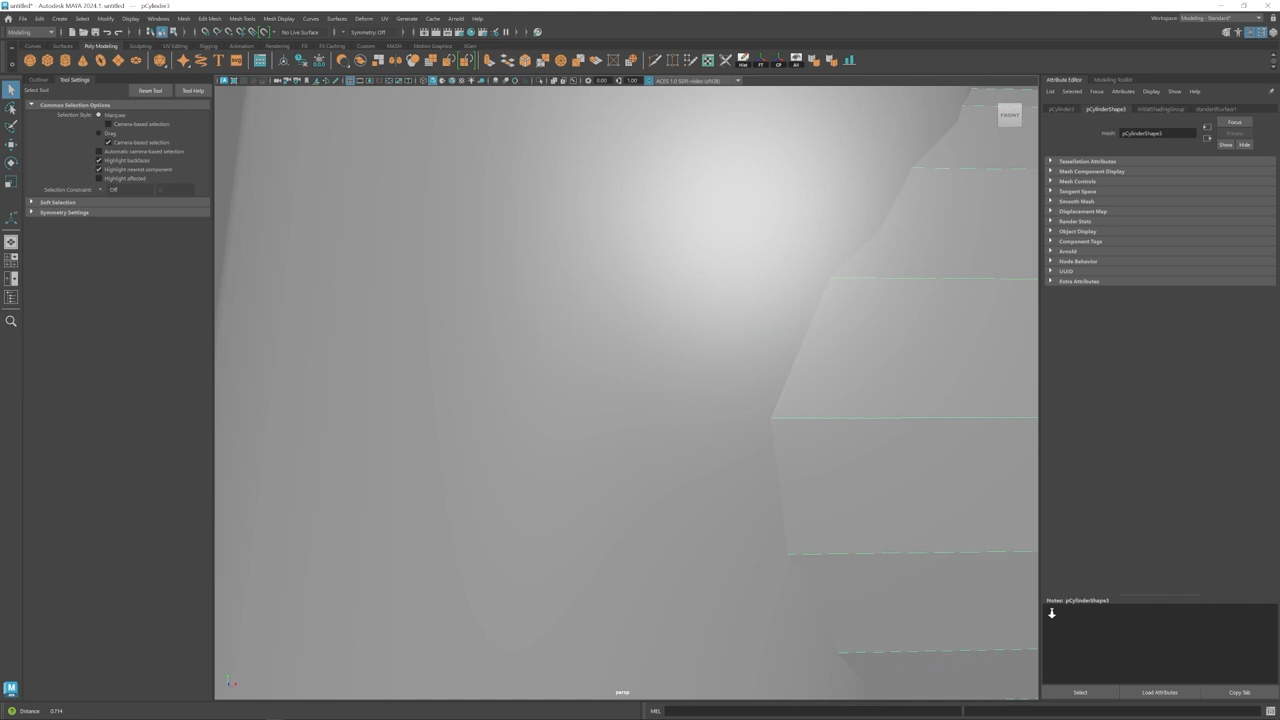 untitled* - Autodesk MAYA 2024.1: untitled --- pCylinder3
File Edit Create Select Modify Display Windows Mesh Edit Mesh Mesh Tools Mesh Display Curves Surfaces Deform UV Generate Cache Arnold Help
Workspace: Modeling - Standard*
Modeling
No Live Surface
Symmetry: Off
Curves Surfaces Poly Modeling Sculpting UV Editing Rigging Animation Rendering FX FX Caching Custom MASH Motion Graphics XGen
Hist FT CP All
Outliner Tool Settings
Select Tool Reset Tool Tool Help
Common Selection Options
Selection Style: Marquee
Camera-based selection
Drag
Camera-based selection
Automatic camera-based selection
Highlight backfaces
Highlight nearest component
Highlight affected
Selection Constraint: Off
Soft Selection
Symmetry Settings
0.00 1.00 ACES 1.0 SDR-video (sRGB)
FRONT
persp
Attribute Editor Modeling Toolkit
List Selected Focus Attributes Display Show Help
pCylinder3 pCylinderShape3 initialShadingGroup standardSurface1
Focus
mesh: pCylinderShape3
Presets
Show Hide
Tessellation Attributes
Mesh Component Display
Mesh Controls
Tangent Space
Smooth Mesh
Displacement Map
Render Stats
Object Display
Component Tags
Arnold
Node Behavior
UUID
Extra Attributes
Notes: pCylinderShape3
Select Load Attributes Copy Tab
Distance: 0.714
MEL